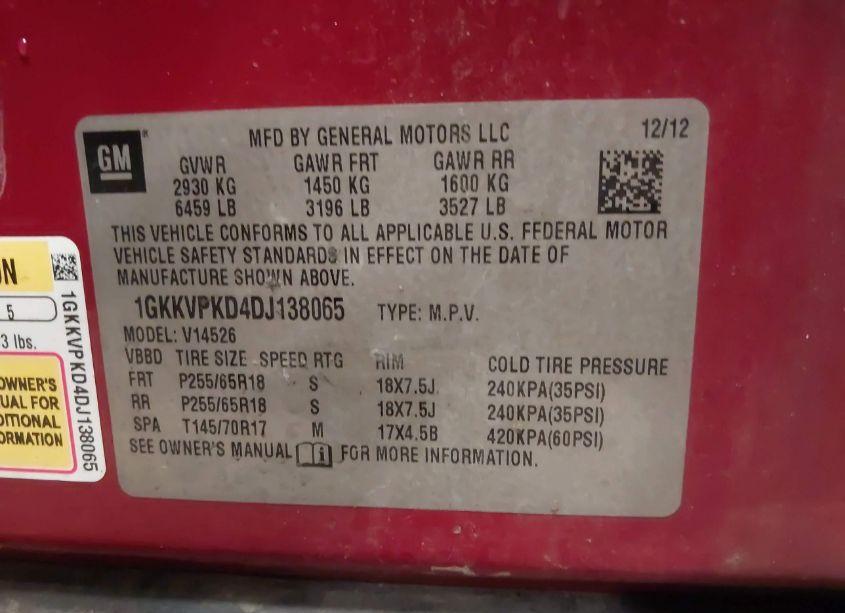 GM
MFD BY GENERAL MOTORS LLC 12/12
GVWR GAWR FRT GAWR RR
2930 KG 1450 KG 1600 KG
6459 LB 3196 LB 3527 LB
THIS VEHICLE CONFORMS TO ALL APPLICABLE U.S. FEDERAL MOTOR
VEHICLE SAFETY STANDARDS IN EFFECT ON THE DATE OF
MANUFACTURE SHOWN ABOVE.
1GKKVPKD4DJ138065 TYPE: M.P.V.
MODEL: V14526
VBBD TIRE SIZE SPEED RTG RIM COLD TIRE PRESSURE
FRT P255/65R18 S 18X7.5J 240KPA(35PSI)
RR P255/65R18 S 18X7.5J 240KPA(35PSI)
SPA T145/70R17 M 17X4.5B 420KPA(60PSI)
SEE OWNER'S MANUAL i FOR MORE INFORMATION.
ON
5
3 lbs.
OWNER'S
UAL FOR
DITIONAL
ORMATION
1GKKVPKD4DJ138065